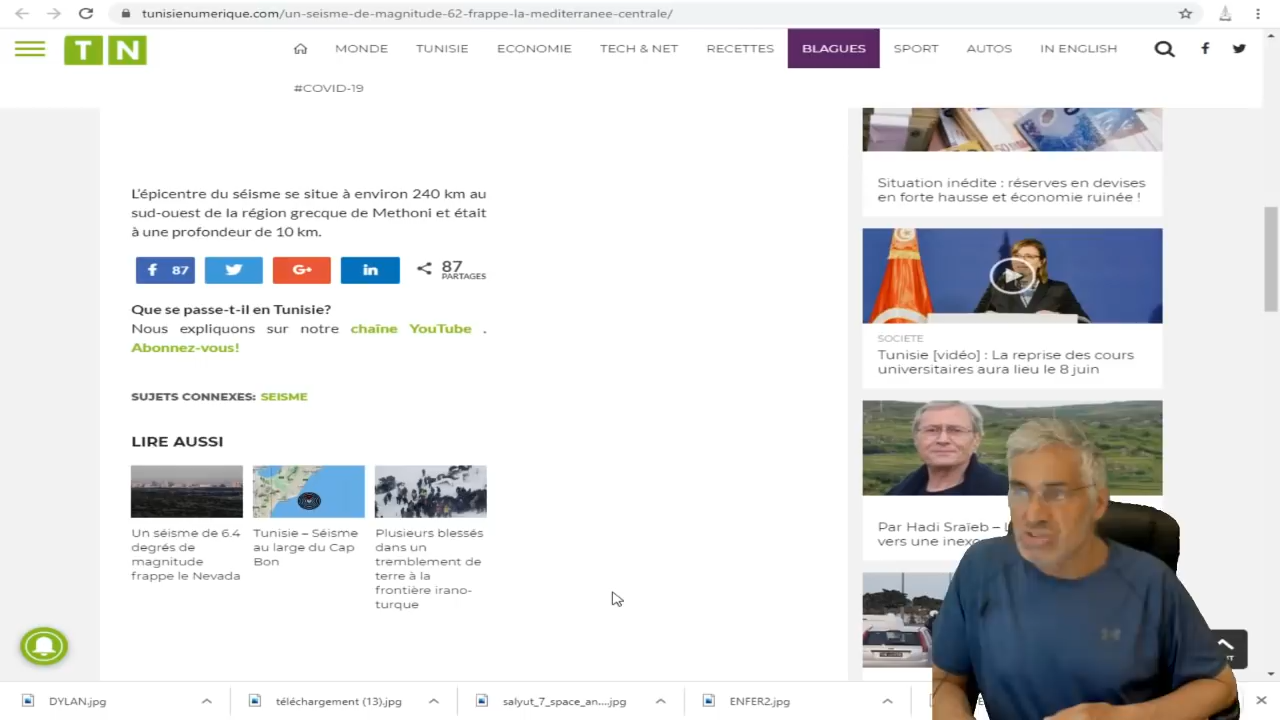 tunisienumerique.com/un-seisme-de-magnitude-62-frappe-la-mediterranee-centrale/
T N
MONDE TUNISIE ECONOMIE TECH & NET RECETTES BLAGUES SPORT AUTOS IN ENGLISH
#COVID-19
L'épicentre du séisme se situe à environ 240 km au
sud-ouest de la région grecque de Methoni et était
à une profondeur de 10 km.
f 87 G+ in 87
PARTAGES
Que se passe-t-il en Tunisie?
Nous expliquons sur notre chaîne YouTube .
Abonnez-vous!
SUJETS CONNEXES: SEISME
LIRE AUSSI
Un séisme de 6.4
degrés de
magnitude
frappe le Nevada
Tunisie – Séisme
au large du Cap
Bon
Plusieurs blessés
dans un
tremblement de
terre à la
frontière irano-
turque
Situation inédite : réserves en devises
en forte hausse et économie ruinée !
SOCIETE
Tunisie [vidéo] : La reprise des cours
universitaires aura lieu le 8 juin
Par Hadi Sraïeb –
vers une
DYLAN.jpg téléchargement (13).jpg salyut_7_space_an....jpg ENFER2.jpg